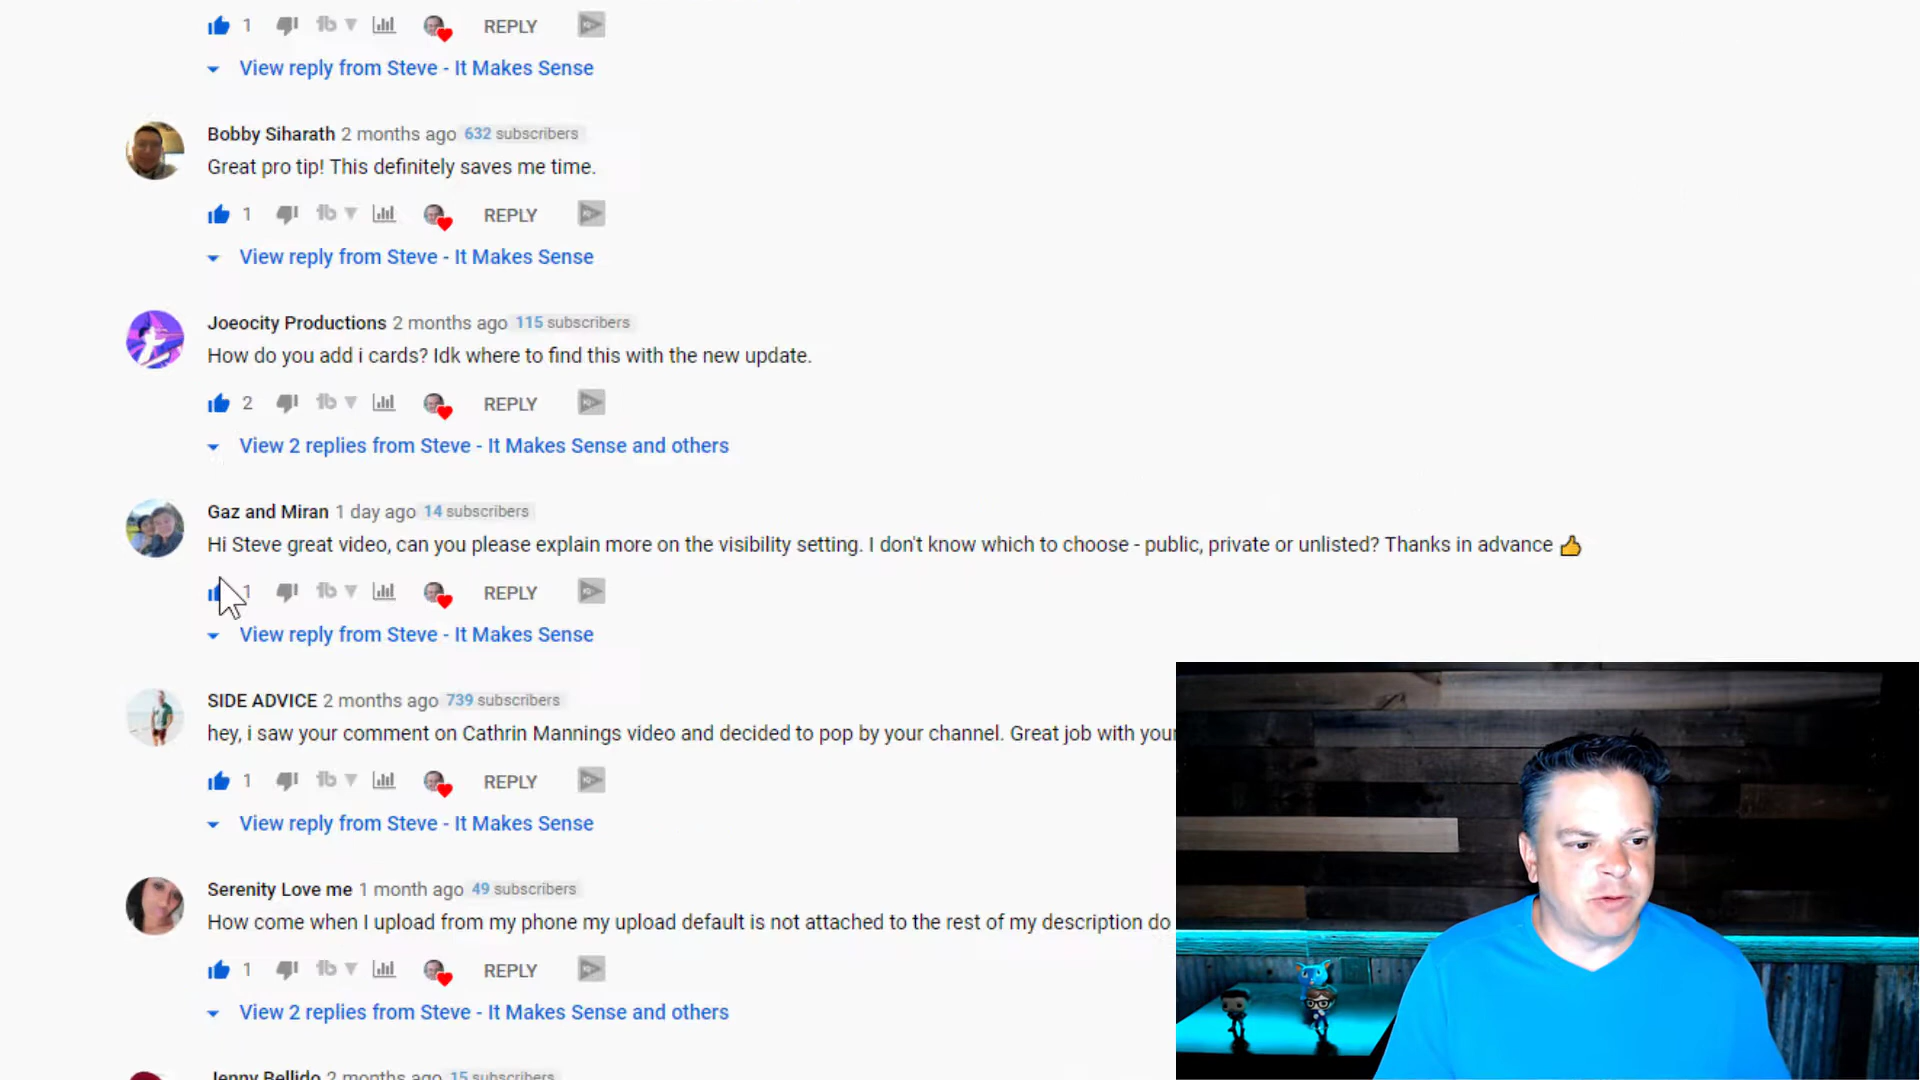 1 REPLY
View reply from Steve - It Makes Sense
Bobby Siharath 2 months ago 632 subscribers
Great pro tip! This definitely saves me time.
1 REPLY
View reply from Steve - It Makes Sense
Joeocity Productions 2 months ago 115 subscribers
How do you add i cards? Idk where to find this with the new update.
2 REPLY
View 2 replies from Steve - It Makes Sense and others
Gaz and Miran 1 day ago 14 subscribers
Hi Steve great video, can you please explain more on the visibility setting. I don't know which to choose - public, private or unlisted? Thanks in advance 👍
1 REPLY
View reply from Steve - It Makes Sense
SIDE ADVICE 2 months ago 739 subscribers
hey, i saw your comment on Cathrin Mannings video and decided to pop by your channel. Great job with your
1 REPLY
View reply from Steve - It Makes Sense
Serenity Love me 1 month ago 49 subscribers
How come when I upload from my phone my upload default is not attached to the rest of my description do
1 REPLY
View 2 replies from Steve - It Makes Sense and others
Jenny Bellido 2 months ago 15 subscribers